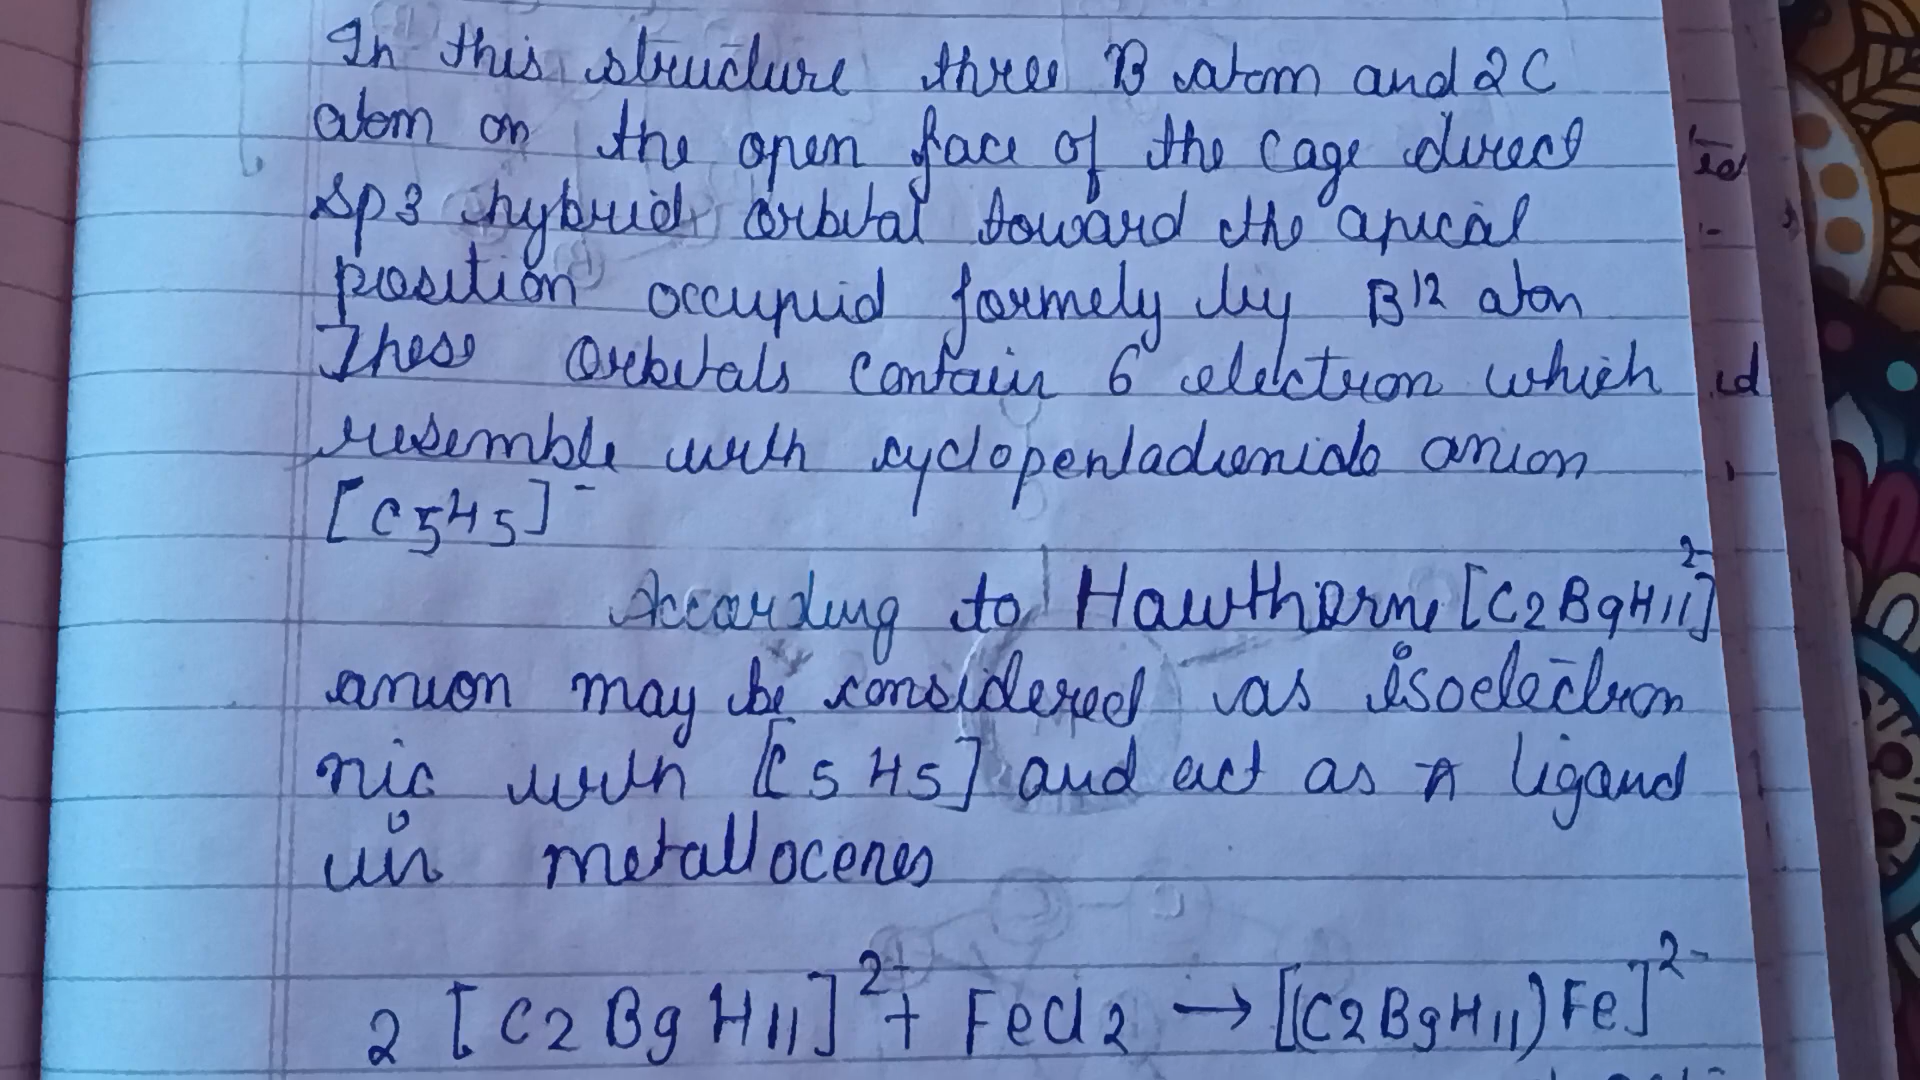 In this structure three B atom and 2C
atom on the open face of the cage direct
sp3 hybrid orbital toward the apical
position occupid formely by B12 aton
These Orbitals contain 6 electron which
resemble with cyclopentadienide anion
[C5H5]-
According to Hawthorne [C2B9H11]2-
anion may be considered as isoelectron
nic with [C5H5] and act as A ligand
in metallocenes
2 [C2B9H11]2- + FeCl2 → [(C2B9H11)Fe]2-